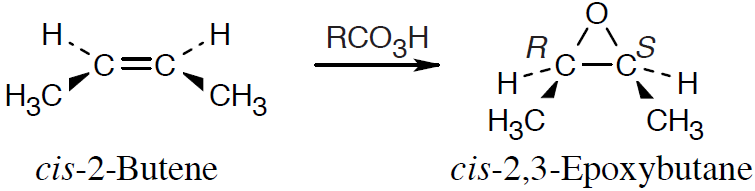 H H
C=C
H₃C CH₃
cis-2-Butene
RCO₃H
O
R S
C C
H H
H₃C CH₃
cis-2,3-Epoxybutane